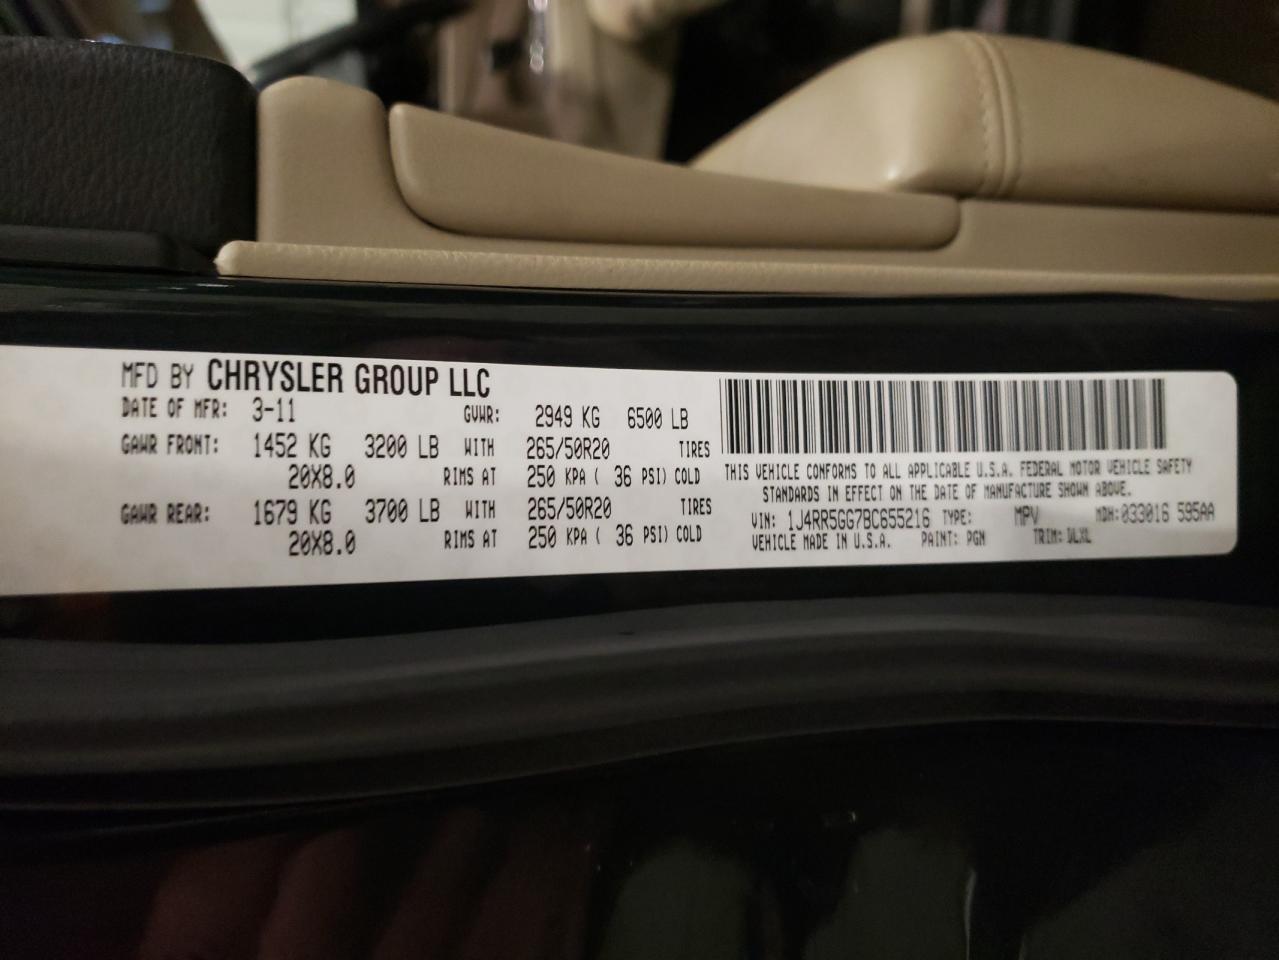 MFD BY CHRYSLER GROUP LLC
DATE OF MFR: 3-11 GVWR: 2949 KG 6500 LB
GAWR FRONT: 1452 KG 3200 LB WITH 265/50R20 TIRES
20X8.0 RIMS AT 250 KPA ( 36 PSI) COLD
GAWR REAR: 1679 KG 3700 LB WITH 265/50R20 TIRES
20X8.0 RIMS AT 250 KPA ( 36 PSI) COLD
THIS VEHICLE CONFORMS TO ALL APPLICABLE U.S.A. FEDERAL MOTOR VEHICLE SAFETY
STANDARDS IN EFFECT ON THE DATE OF MANUFACTURE SHOWN ABOVE.
VIN: 1J4RR5GG7BC655216 TYPE: MPV MDH:033016 595AA
VEHICLE MADE IN U.S.A. PAINT: PGN TRIM: DLXL